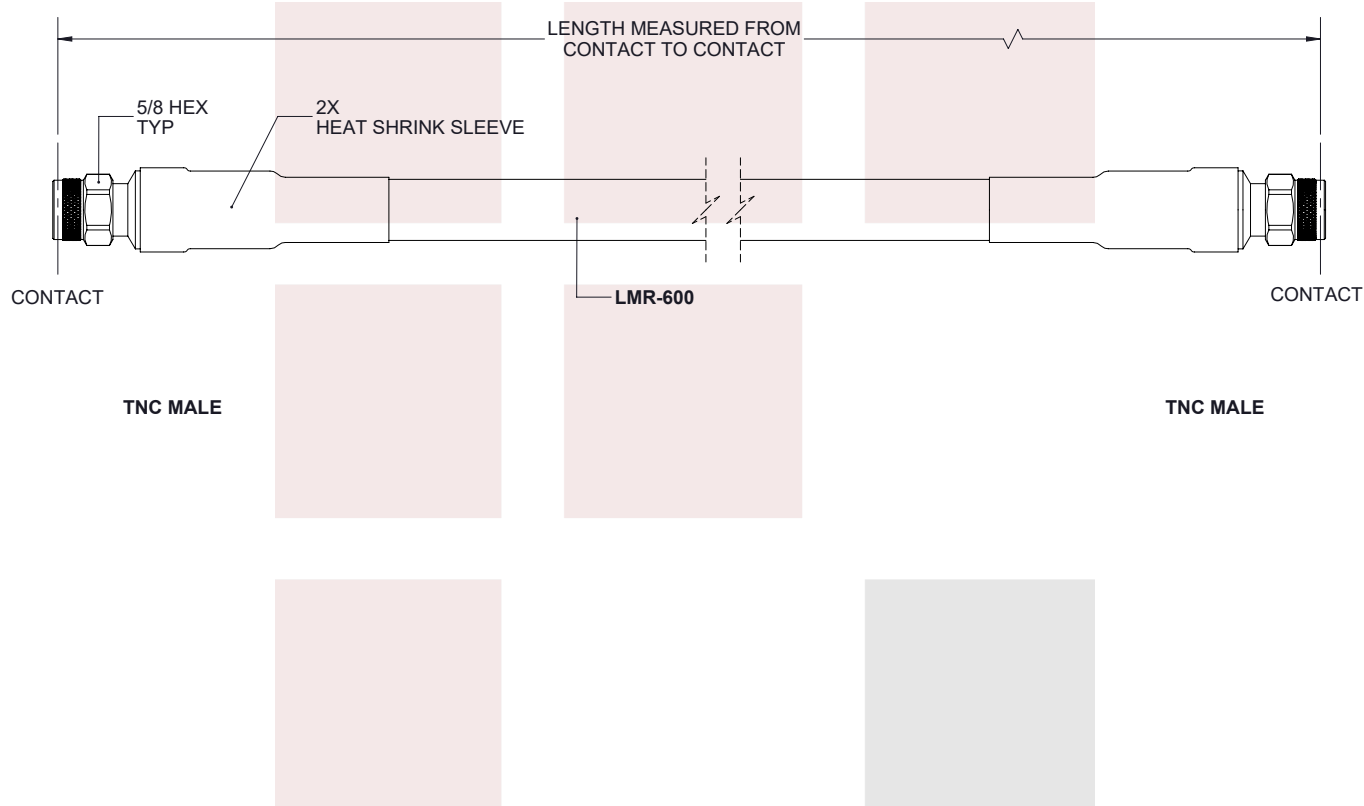 LENGTH MEASURED FROM
CONTACT TO CONTACT
5/8 HEX
TYP
2X
HEAT SHRINK SLEEVE
CONTACT
LMR-600
CONTACT
TNC MALE
TNC MALE